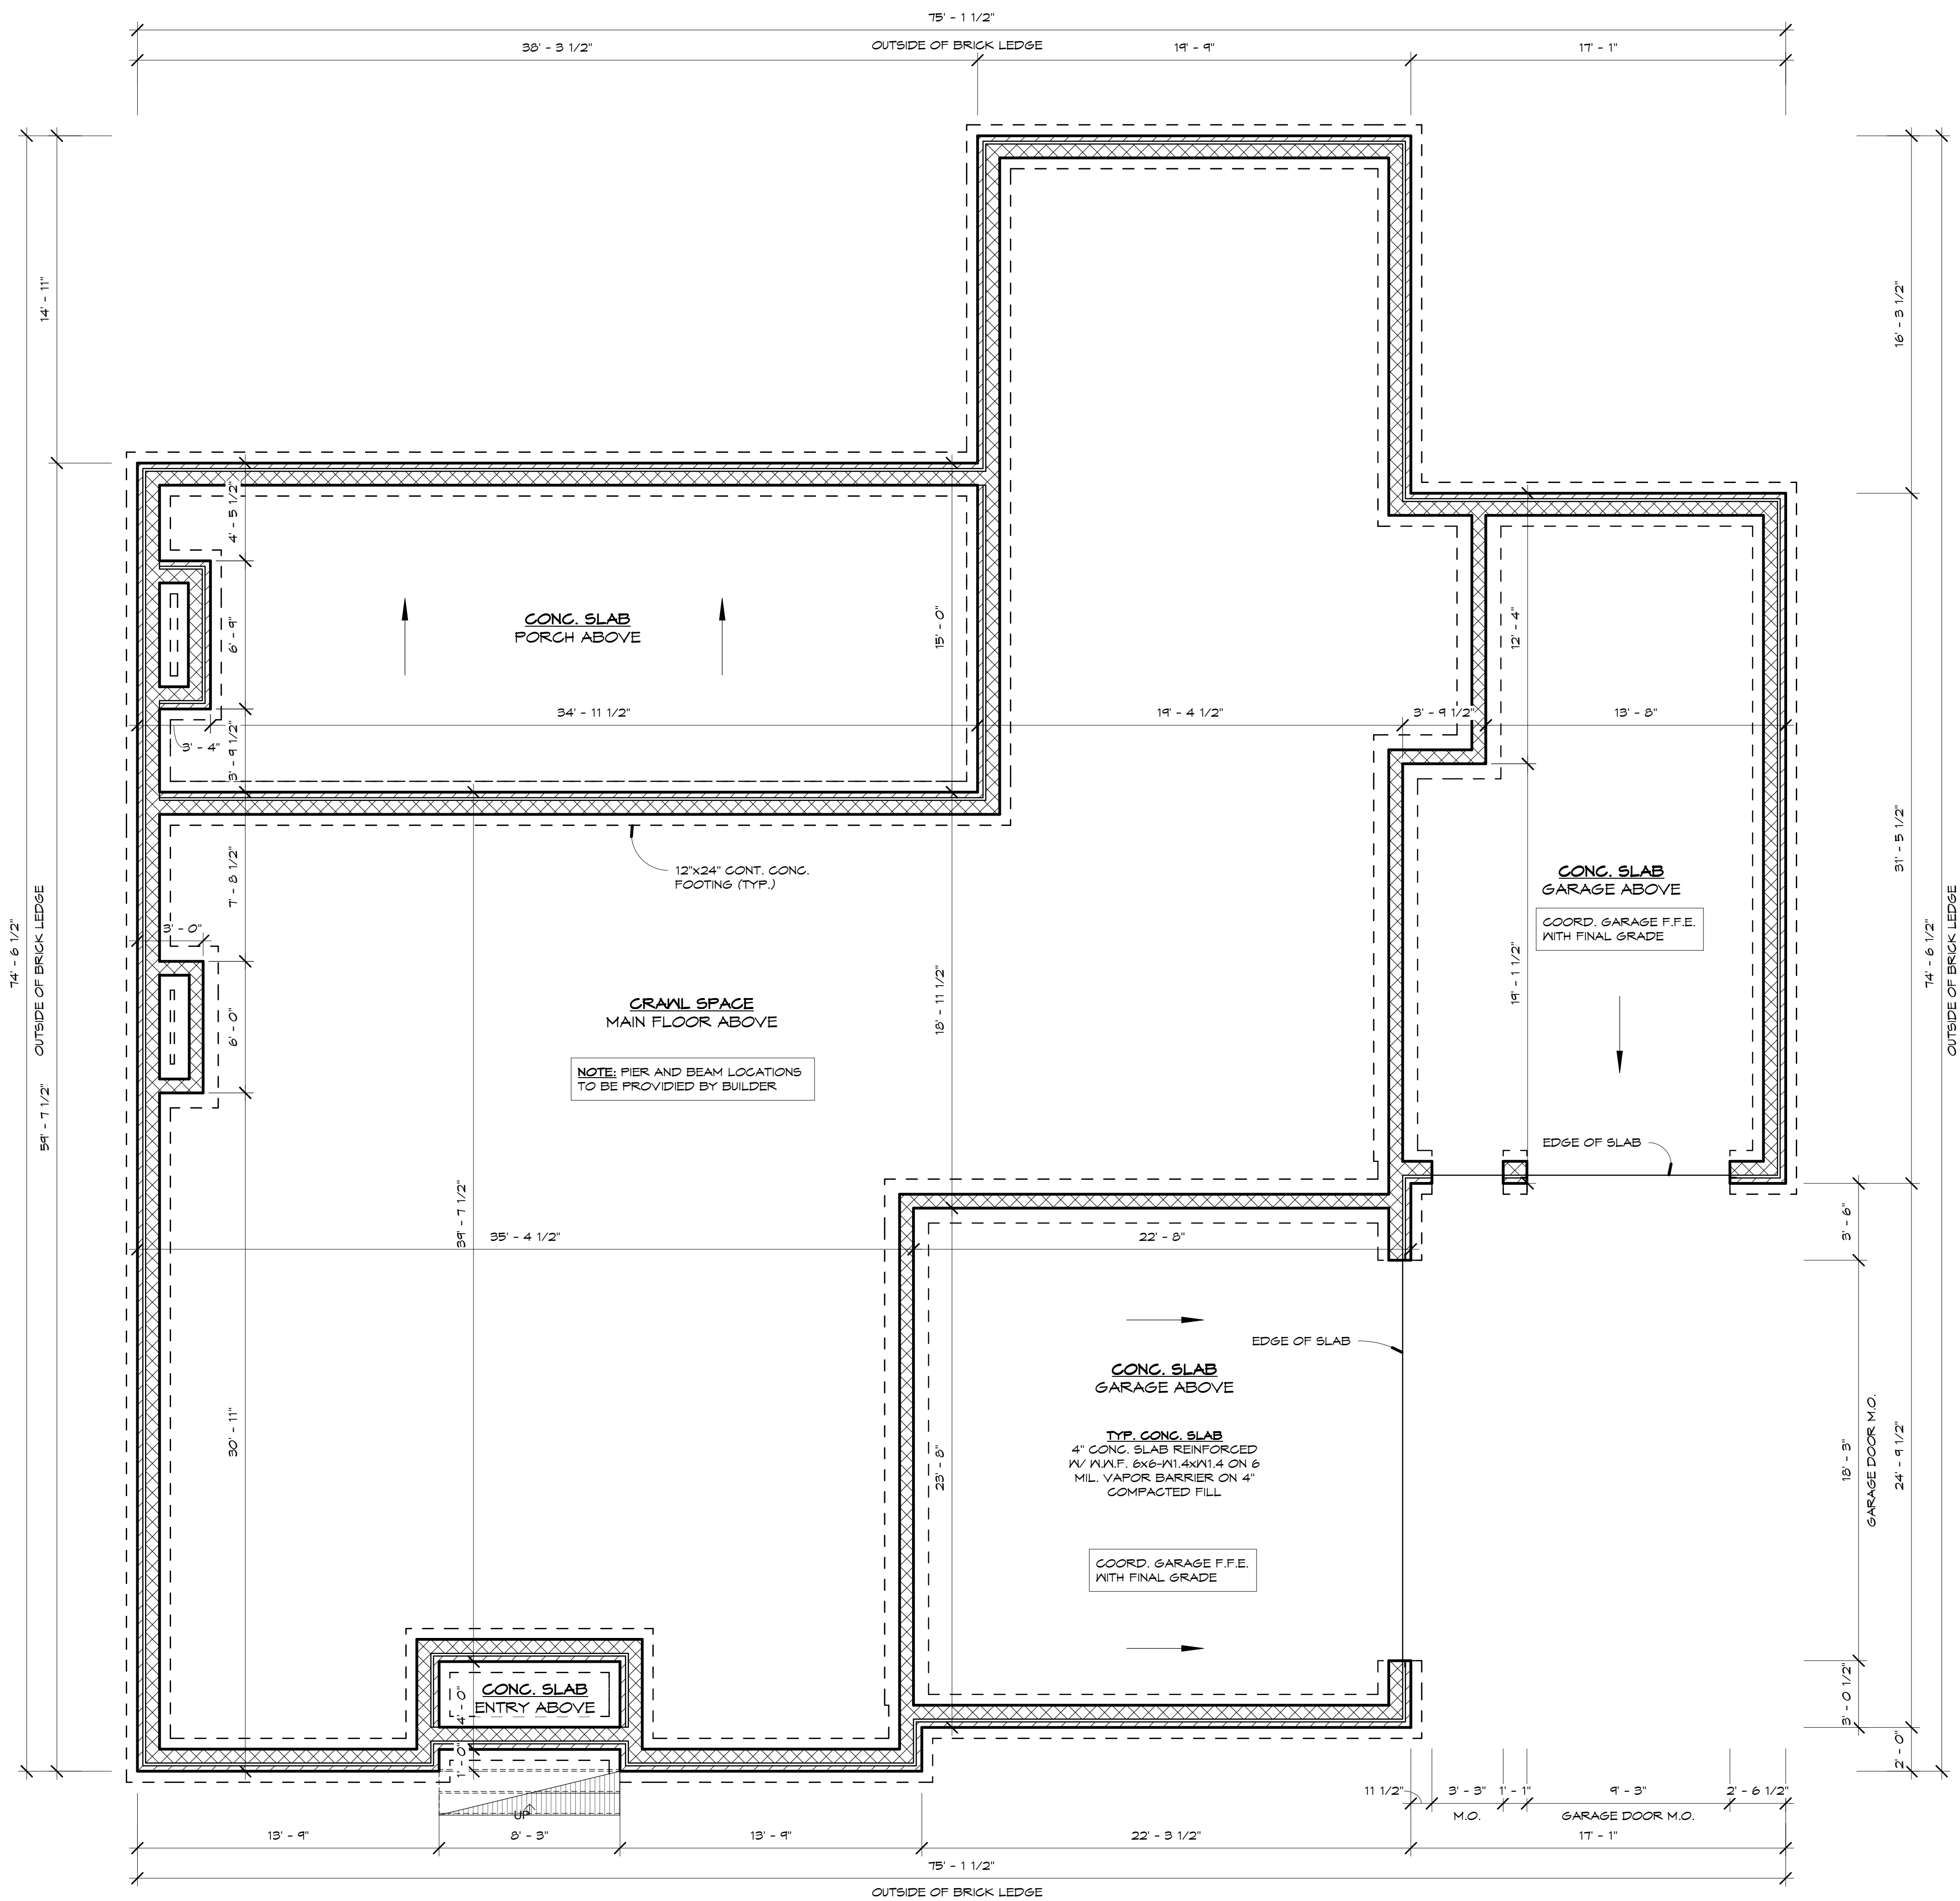 75' - 1 1/2"
OUTSIDE OF BRICK LEDGE
38' - 3 1/2"
19' - 9"
17' - 1"
14' - 11"
16' - 3 1/2"
4' - 5 1/2"
6' - 9"
CONC. SLAB
PORCH ABOVE
15' - 0"
12' - 4"
34' - 11 1/2"
19' - 4 1/2"
3' - 9 1/2"
13' - 8"
3' - 4"
3' - 9 1/2"
7' - 8 1/2"
12"x24" CONT. CONC.
FOOTING (TYP.)
CONC. SLAB
GARAGE ABOVE
COORD. GARAGE F.F.E.
WITH FINAL GRADE
31' - 5 1/2"
74' - 6 1/2"
OUTSIDE OF BRICK LEDGE
59' - 7 1/2"
3' - 0"
6' - 0"
18' - 11 1/2"
19' - 1 1/2"
74' - 6 1/2"
OUTSIDE OF BRICK LEDGE
CRAWL SPACE
MAIN FLOOR ABOVE
NOTE: PIER AND BEAM LOCATIONS
TO BE PROVIDIED BY BUILDER
EDGE OF SLAB
39' - 7 1/2"
35' - 4 1/2"
22' - 8"
3' - 6"
EDGE OF SLAB
CONC. SLAB
GARAGE ABOVE
TYP. CONC. SLAB
4" CONC. SLAB REINFORCED
W/ W.W.F. 6x6-W1.4xW1.4 ON 6
MIL. VAPOR BARRIER ON 4"
COMPACTED FILL
30' - 11"
23' - 8"
18' - 3"
GARAGE DOOR M.O.
24' - 9 1/2"
COORD. GARAGE F.F.E.
WITH FINAL GRADE
CONC. SLAB
ENTRY ABOVE
4' - 0"
1' - 0"
3' - 0 1/2"
2' - 0"
UP
11 1/2"
3' - 3"
M.O.
1' - 1"
9' - 3"
GARAGE DOOR M.O.
2' - 6 1/2"
13' - 9"
8' - 3"
13' - 9"
22' - 3 1/2"
17' - 1"
75' - 1 1/2"
OUTSIDE OF BRICK LEDGE